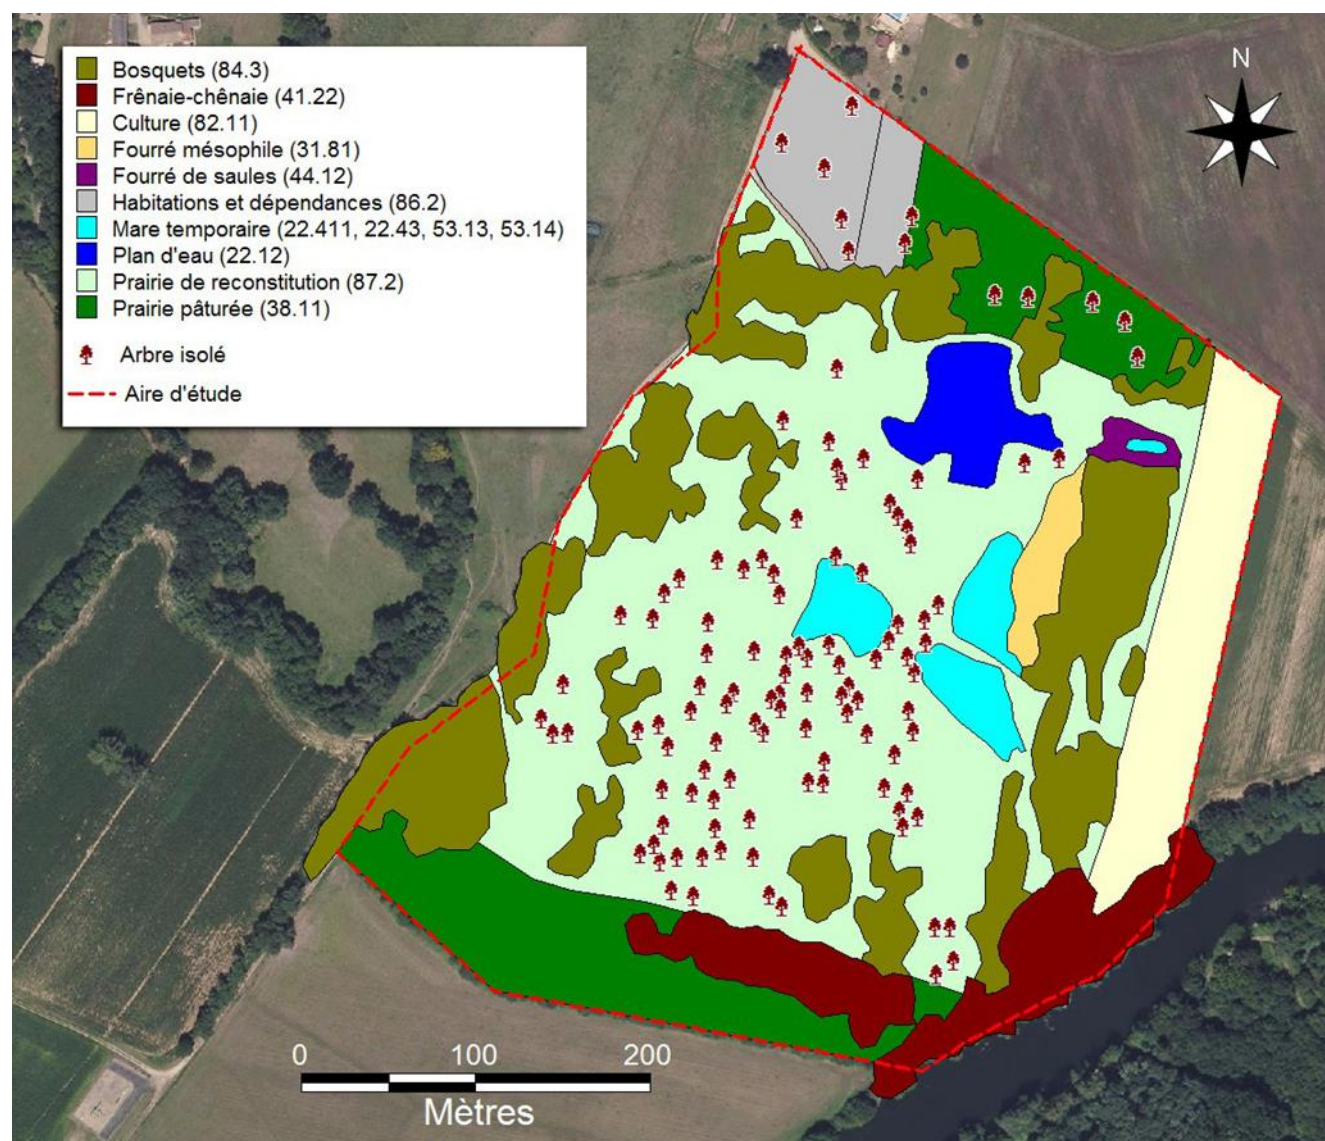 Bosquets (84.3)
Frênaie-chênaie (41.22)
Culture (82.11)
Fourré mésophile (31.81)
Fourré de saules (44.12)
Habitations et dépendances (86.2)
Mare temporaire (22.411, 22.43, 53.13, 53.14)
Plan d'eau (22.12)
Prairie de reconstitution (87.2)
Prairie pâturée (38.11)
Arbre isolé
Aire d'étude
N
0 100 200
Mètres